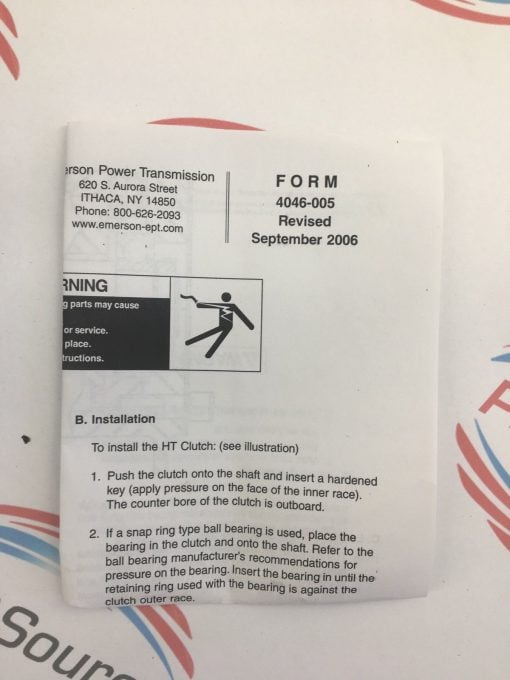 erson Power Transmission
620 S. Aurora Street
ITHACA, NY 14850
Phone: 800-626-2093
www.emerson-ept.com
FORM
4046-005
Revised
September 2006
RNING
g parts may cause
or service.
place.
tructions.
B. Installation
To install the HT Clutch: (see illustration)
1. Push the clutch onto the shaft and insert a hardened
key (apply pressure on the face of the inner race).
The counter bore of the clutch is outboard.
2. If a snap ring type ball bearing is used, place the
bearing in the clutch and onto the shaft. Refer to the
ball bearing manufacturer's recommendations for
pressure on the bearing. Insert the bearing in until the
retaining ring used with the bearing is against the
clutch outer race.
Sour